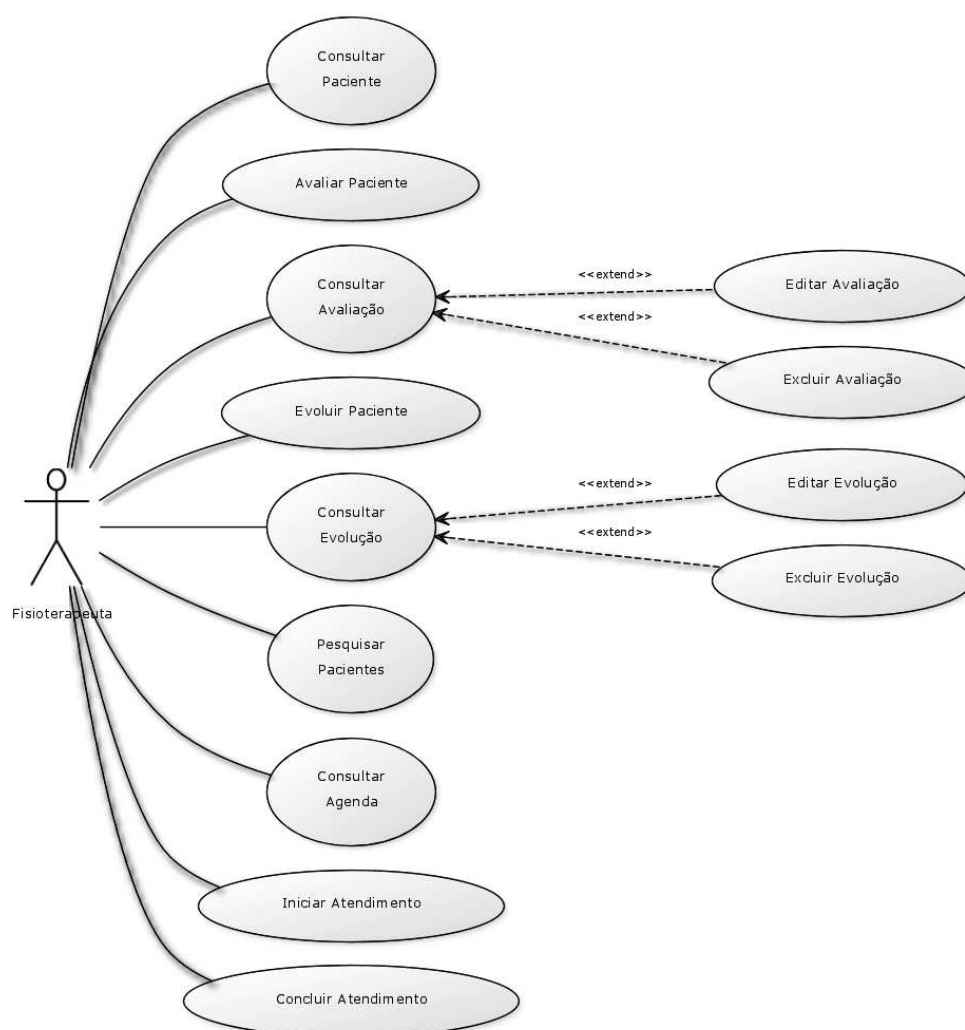 Consultar
Paciente
Avaliar Paciente
Consultar
Avaliação
<<extend>>
Editar Avaliação
<<extend>>
Excluir Avaliação
Evoluir Paciente
Consultar
Evolução
<<extend>>
Editar Evolução
<<extend>>
Excluir Evolução
Fisioterapeuta
Pesquisar
Pacientes
Consultar
Agenda
Iniciar Atendimento
Concluir Atendimento